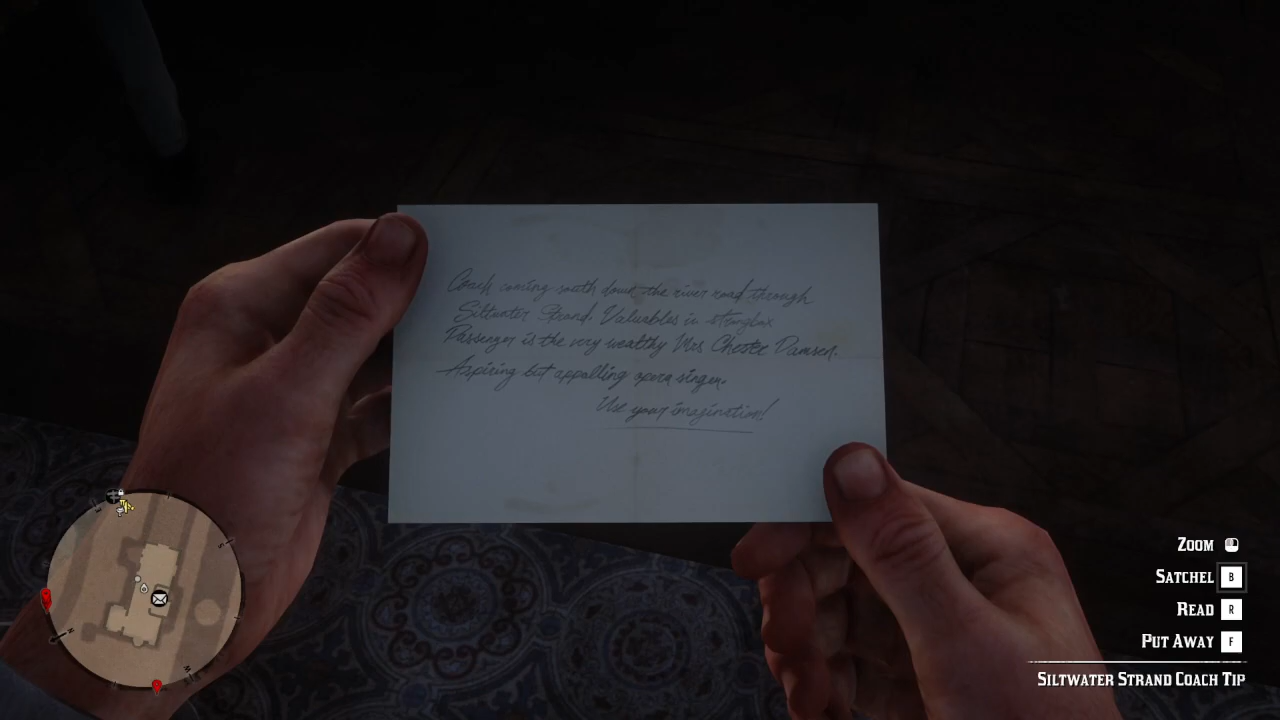 Coach coming south down the river road through
Siltwater Strand. Valuables in strongbox
Passenger is the very wealthy Mrs Chester Damsen.
Aspiring but appalling opera singer.
Use your imagination!
ZOOM
SATCHEL B
READ R
PUT AWAY F
SILTWATER STRAND COACH TIP